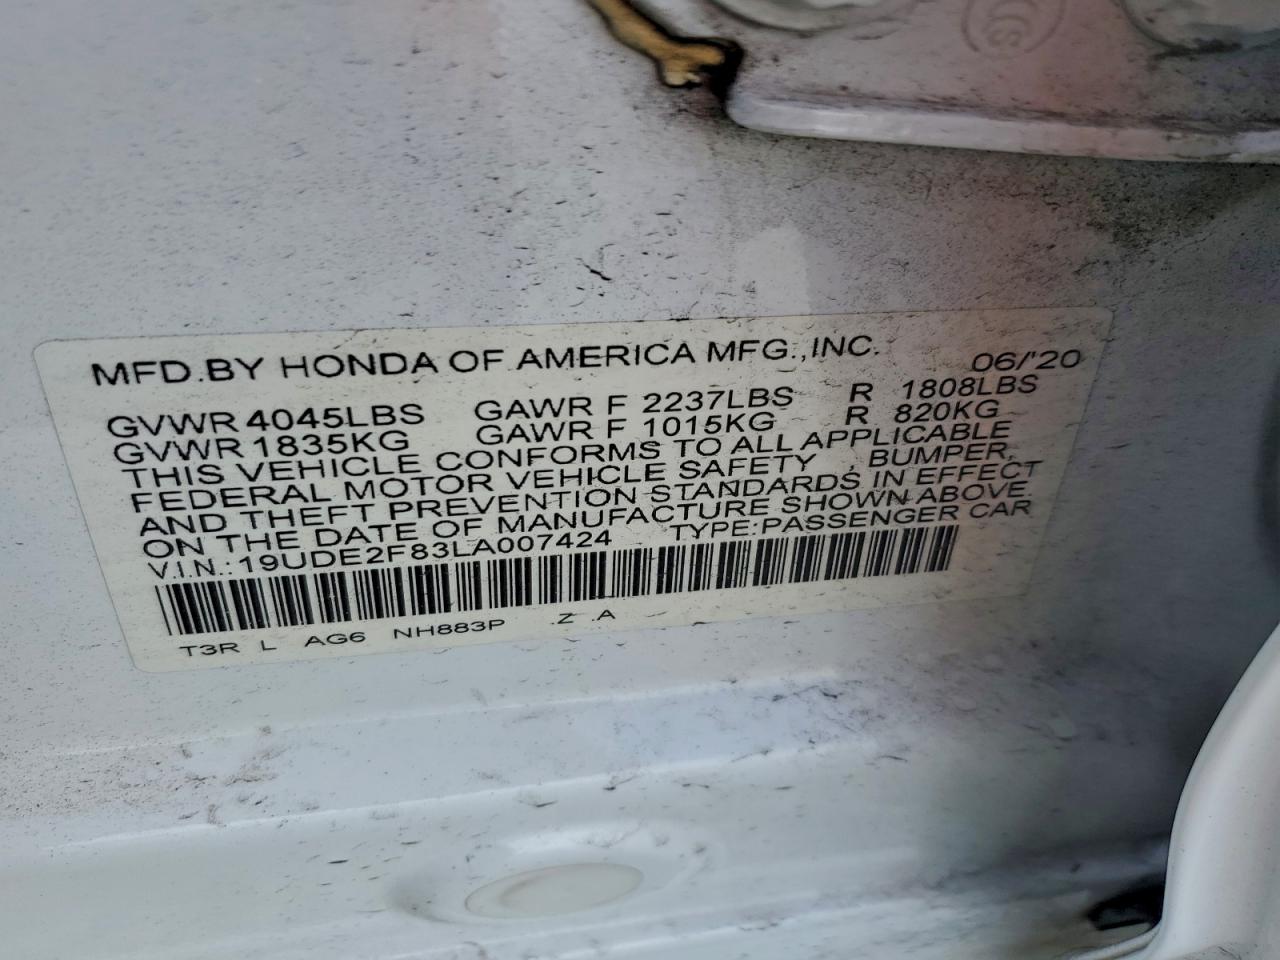 MFD.BY HONDA OF AMERICA MFG.,INC. 06/'20
GVWR 4045LBS GAWR F 2237LBS R 1808LBS
GVWR 1835KG GAWR F 1015KG R 820KG
THIS VEHICLE CONFORMS TO ALL APPLICABLE
FEDERAL MOTOR VEHICLE SAFETY , BUMPER,
AND THEFT PREVENTION STANDARDS IN EFFECT
ON THE DATE OF MANUFACTURE SHOWN ABOVE.
V.I.N.:19UDE2F83LA007424 TYPE:PASSENGER CAR
T3R L AG6 NH883P .Z .A